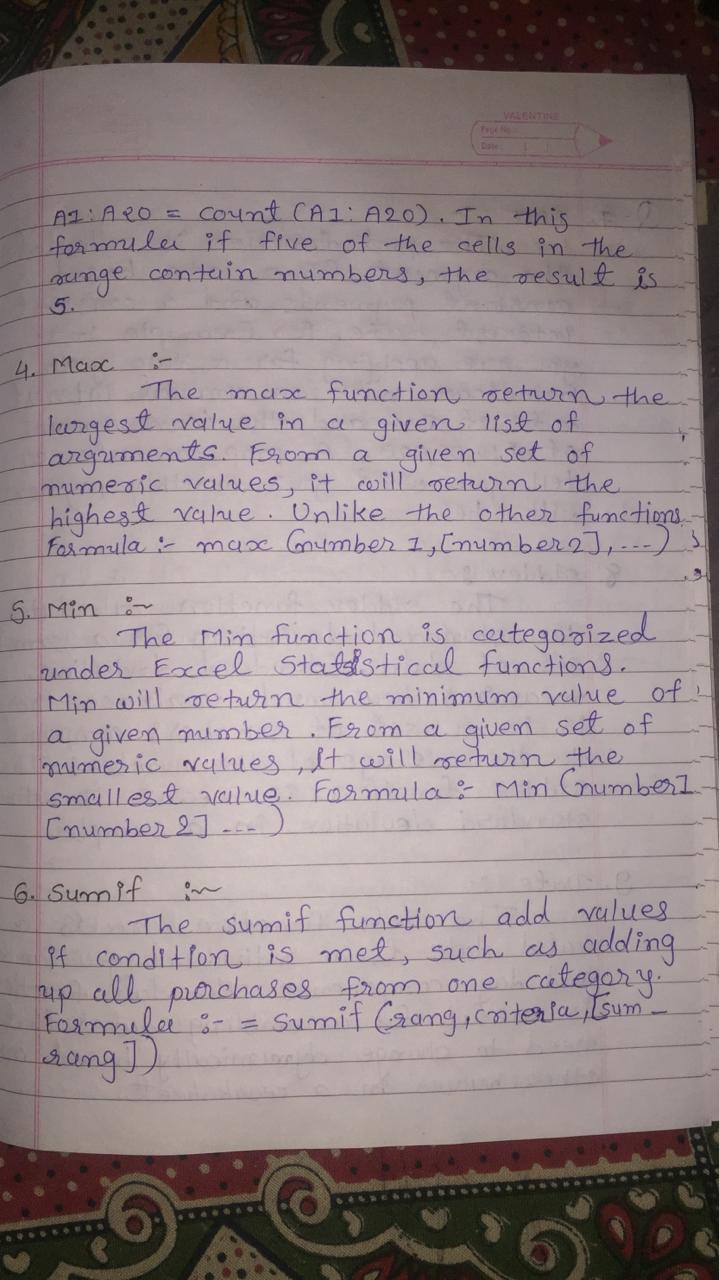 VALENTINE
Page No.:
Date:
A1:A20 = count (A1: A20). In this
formula if five of the cells in the
range contain numbers, the result is
5.
4. Max :-
The max function return the
largest value in a given list of
arguments. From a given set of
numeric values, it will return the
highest value. Unlike the other functions
Formula :- max (number 1, [number2], ---)
5. Min :~
The Min function is categorized
under Excel Statistical functions.
Min will return the minimum value of
a given number. From a given set of
numeric values, It will return the
smallest value. Formula :- Min (number1
[number 2] ---)
6. Sumif :~
The sumif function add values
if condition is met, such as adding
up all purchases from one category.
Formula :- = Sumif (rang, criteria, [sum_
rang])